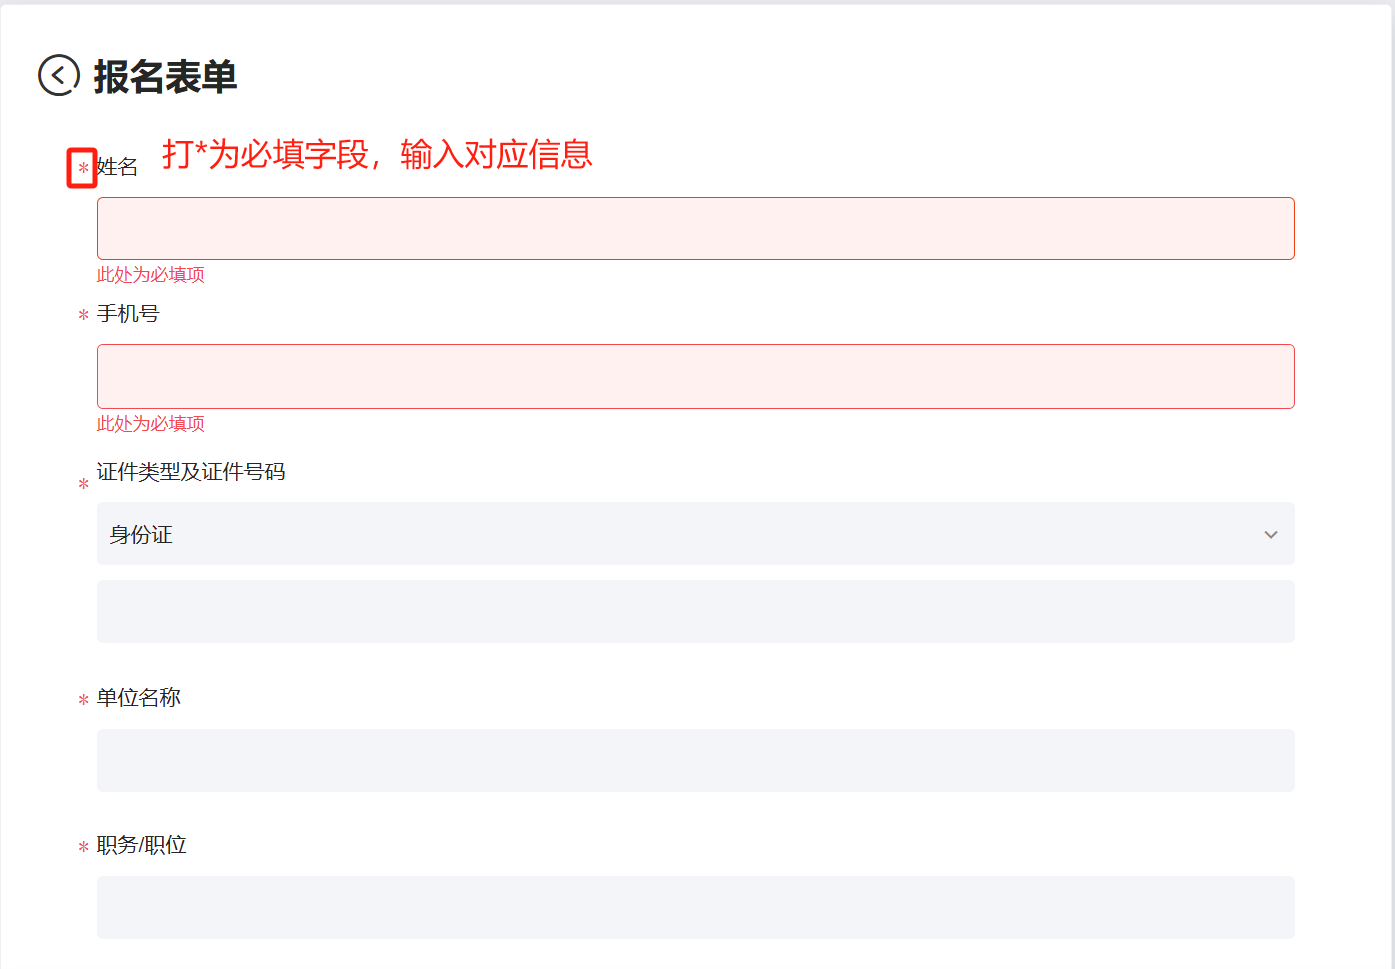 报名表单
*姓名 打*为必填字段，输入对应信息
此处为必填项
* 手机号
此处为必填项
* 证件类型及证件号码
身份证
* 单位名称
* 职务/职位